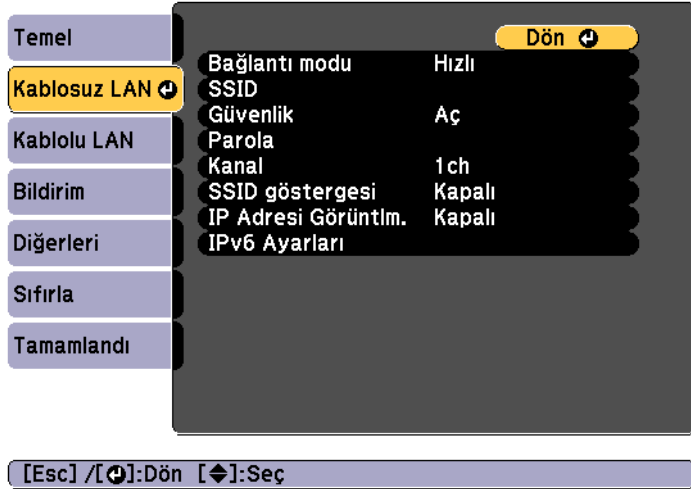 Temel
Kablosuz LAN
Kablolu LAN
Bildirim
Diğerleri
Sıfırla
Tamamlandı
Dön
Bağlantı modu Hızlı
SSID
Güvenlik Aç
Parola
Kanal 1ch
SSID göstergesi Kapalı
IP Adresi Görüntlm. Kapalı
IPv6 Ayarları
[Esc] /[⏎]:Dön [◆]:Seç